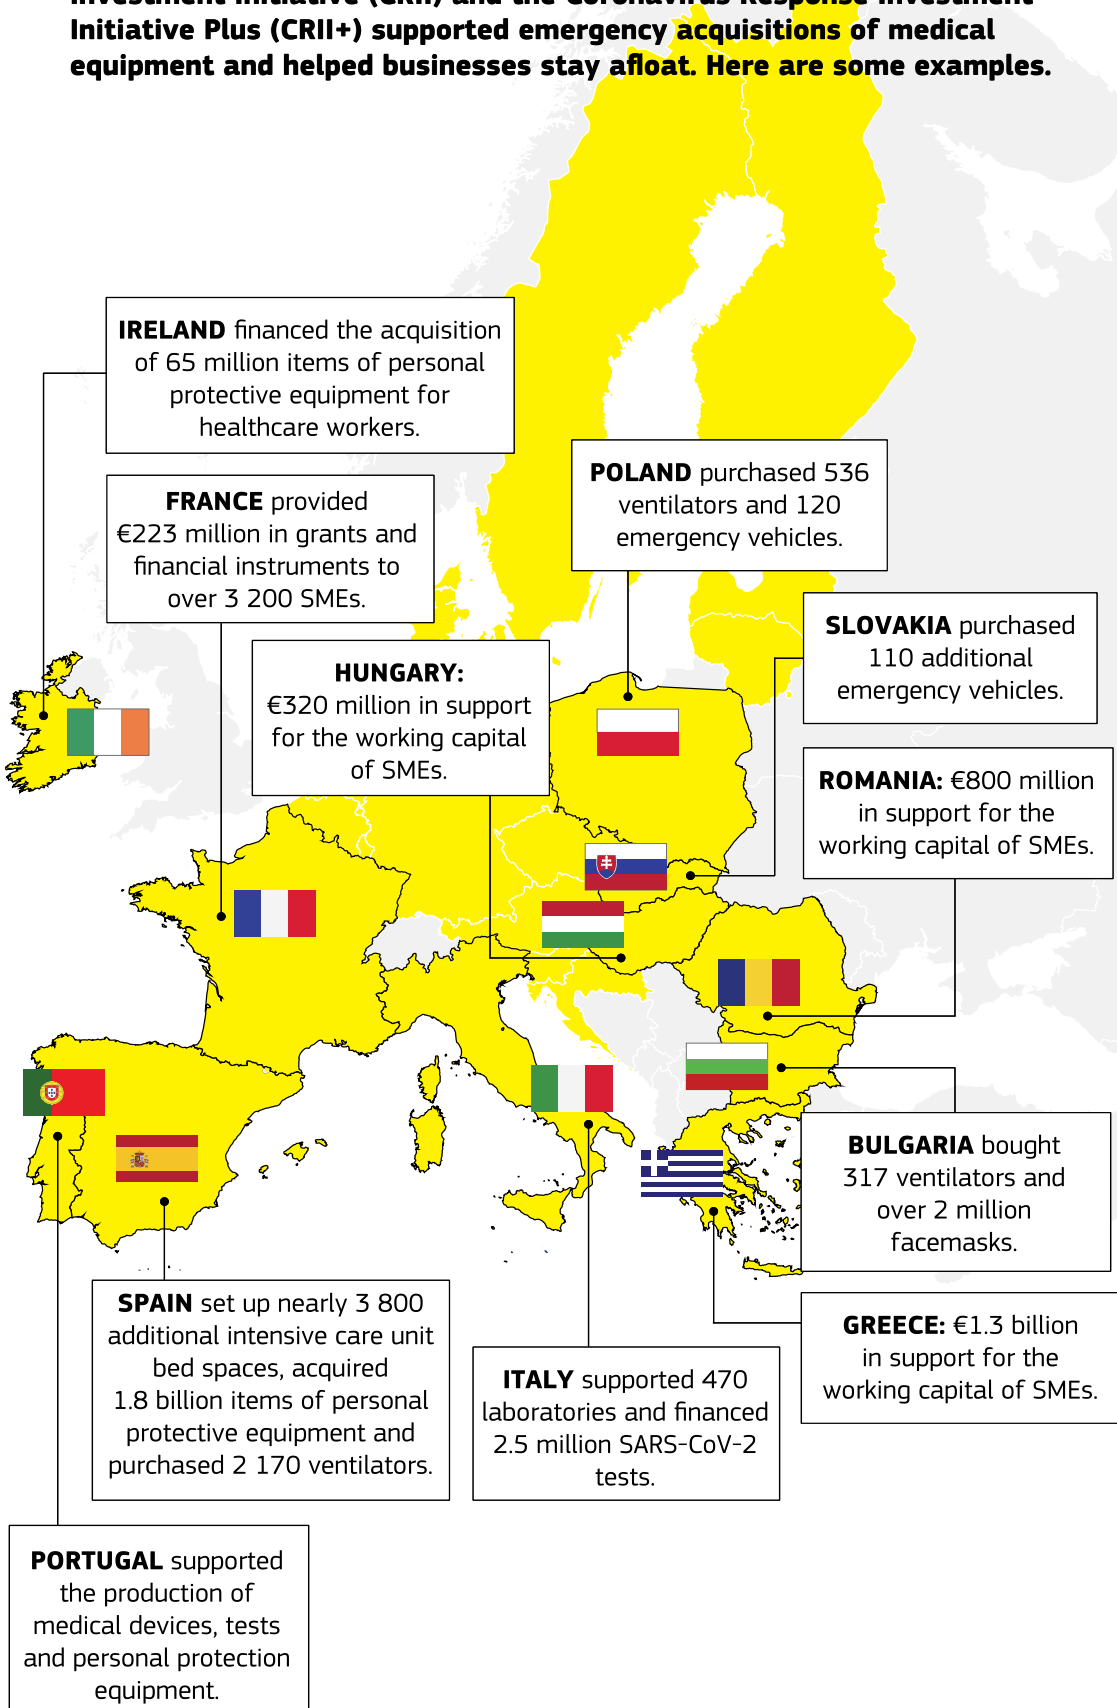 Investment Initiative (CRII) and the Coronavirus Response Investment
Initiative Plus (CRII+) supported emergency acquisitions of medical
equipment and helped businesses stay afloat. Here are some examples.
IRELAND financed the acquisition
of 65 million items of personal
protective equipment for
healthcare workers.
FRANCE provided
€223 million in grants and
financial instruments to
over 3 200 SMEs.
POLAND purchased 536
ventilators and 120
emergency vehicles.
SLOVAKIA purchased
110 additional
emergency vehicles.
HUNGARY:
€320 million in support
for the working capital
of SMEs.
ROMANIA: €800 million
in support for the
working capital of SMEs.
BULGARIA bought
317 ventilators and
over 2 million
facemasks.
GREECE: €1.3 billion
in support for the
working capital of SMEs.
SPAIN set up nearly 3 800
additional intensive care unit
bed spaces, acquired
1.8 billion items of personal
protective equipment and
purchased 2 170 ventilators.
ITALY supported 470
laboratories and financed
2.5 million SARS-CoV-2
tests.
PORTUGAL supported
the production of
medical devices, tests
and personal protection
equipment.